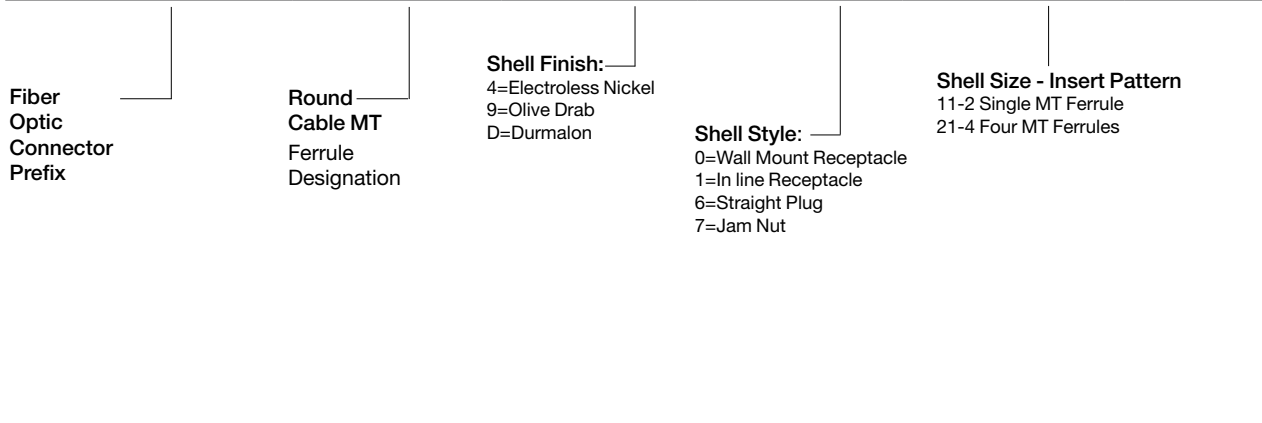 Fiber
Optic
Connector
Prefix
Round
Cable MT
Ferrule
Designation
Shell Finish:
4=Electroless Nickel
9=Olive Drab
D=Durmalon
Shell Style:
0=Wall Mount Receptacle
1=In line Receptacle
6=Straight Plug
7=Jam Nut
Shell Size - Insert Pattern
11-2 Single MT Ferrule
21-4 Four MT Ferrules